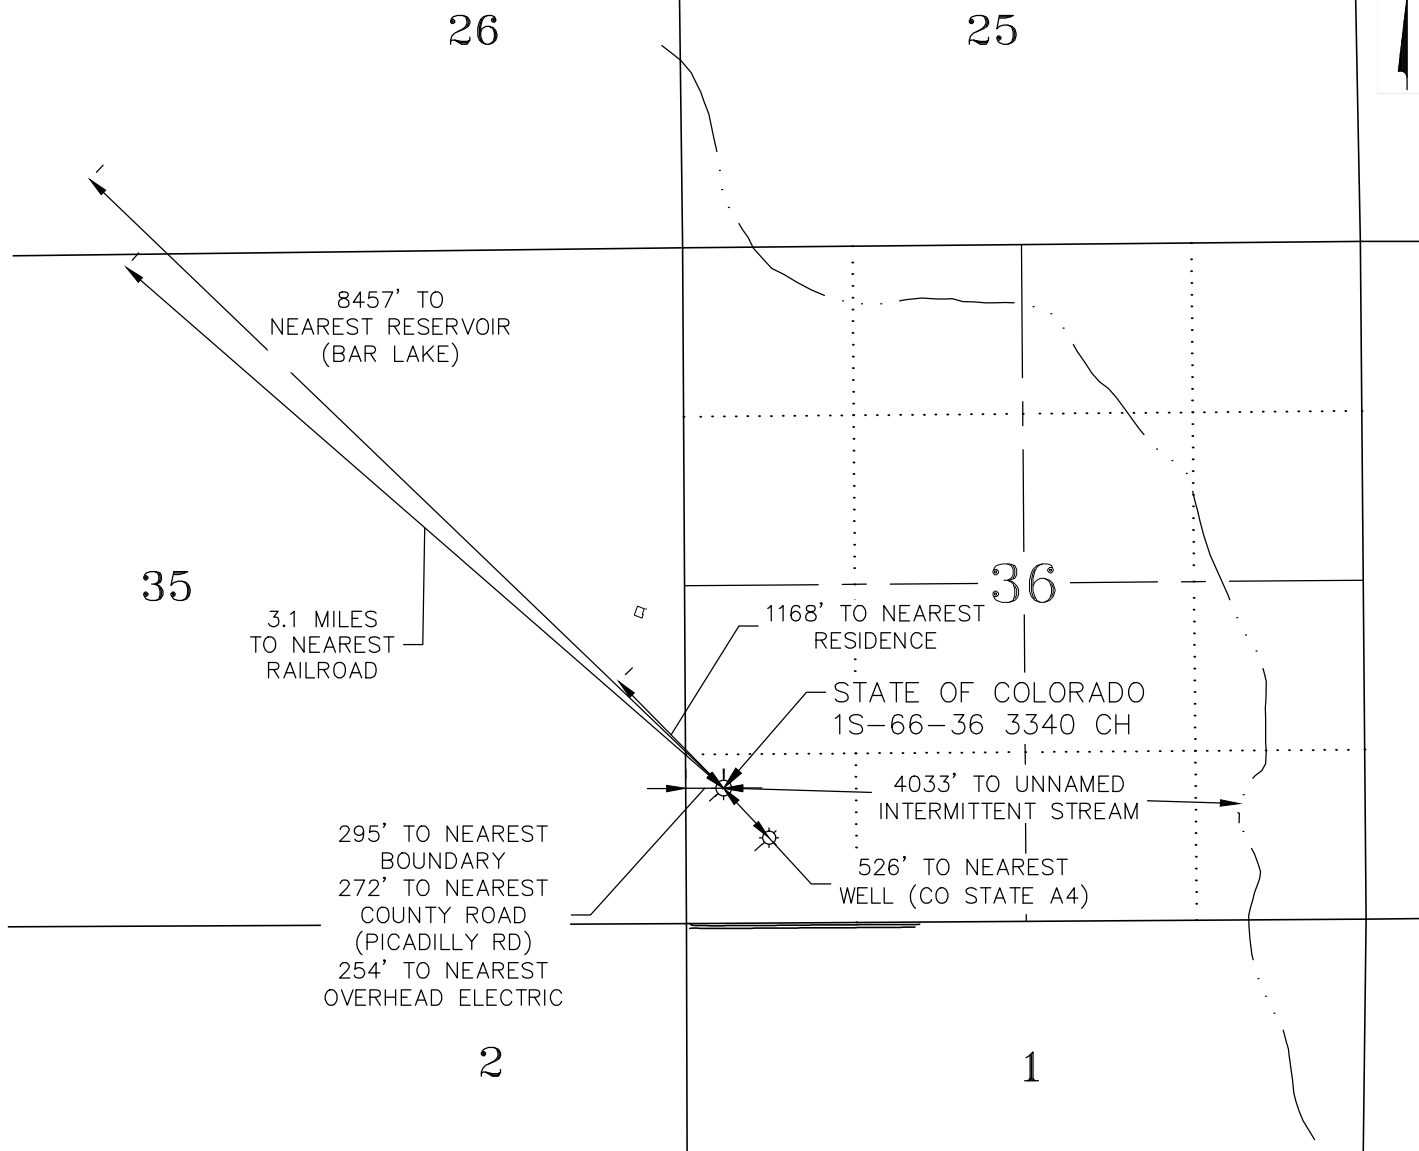 26
25
8457' TO
NEAREST RESERVOIR
(BAR LAKE)
35
36
3.1 MILES
TO NEAREST
RAILROAD
1168' TO NEAREST
RESIDENCE
STATE OF COLORADO
1S-66-36 3340 CH
4033' TO UNNAMED
INTERMITTENT STREAM
295' TO NEAREST
BOUNDARY
272' TO NEAREST
COUNTY ROAD
(PICADILLY RD)
254' TO NEAREST
OVERHEAD ELECTRIC
526' TO NEAREST
WELL (CO STATE A4)
2
1